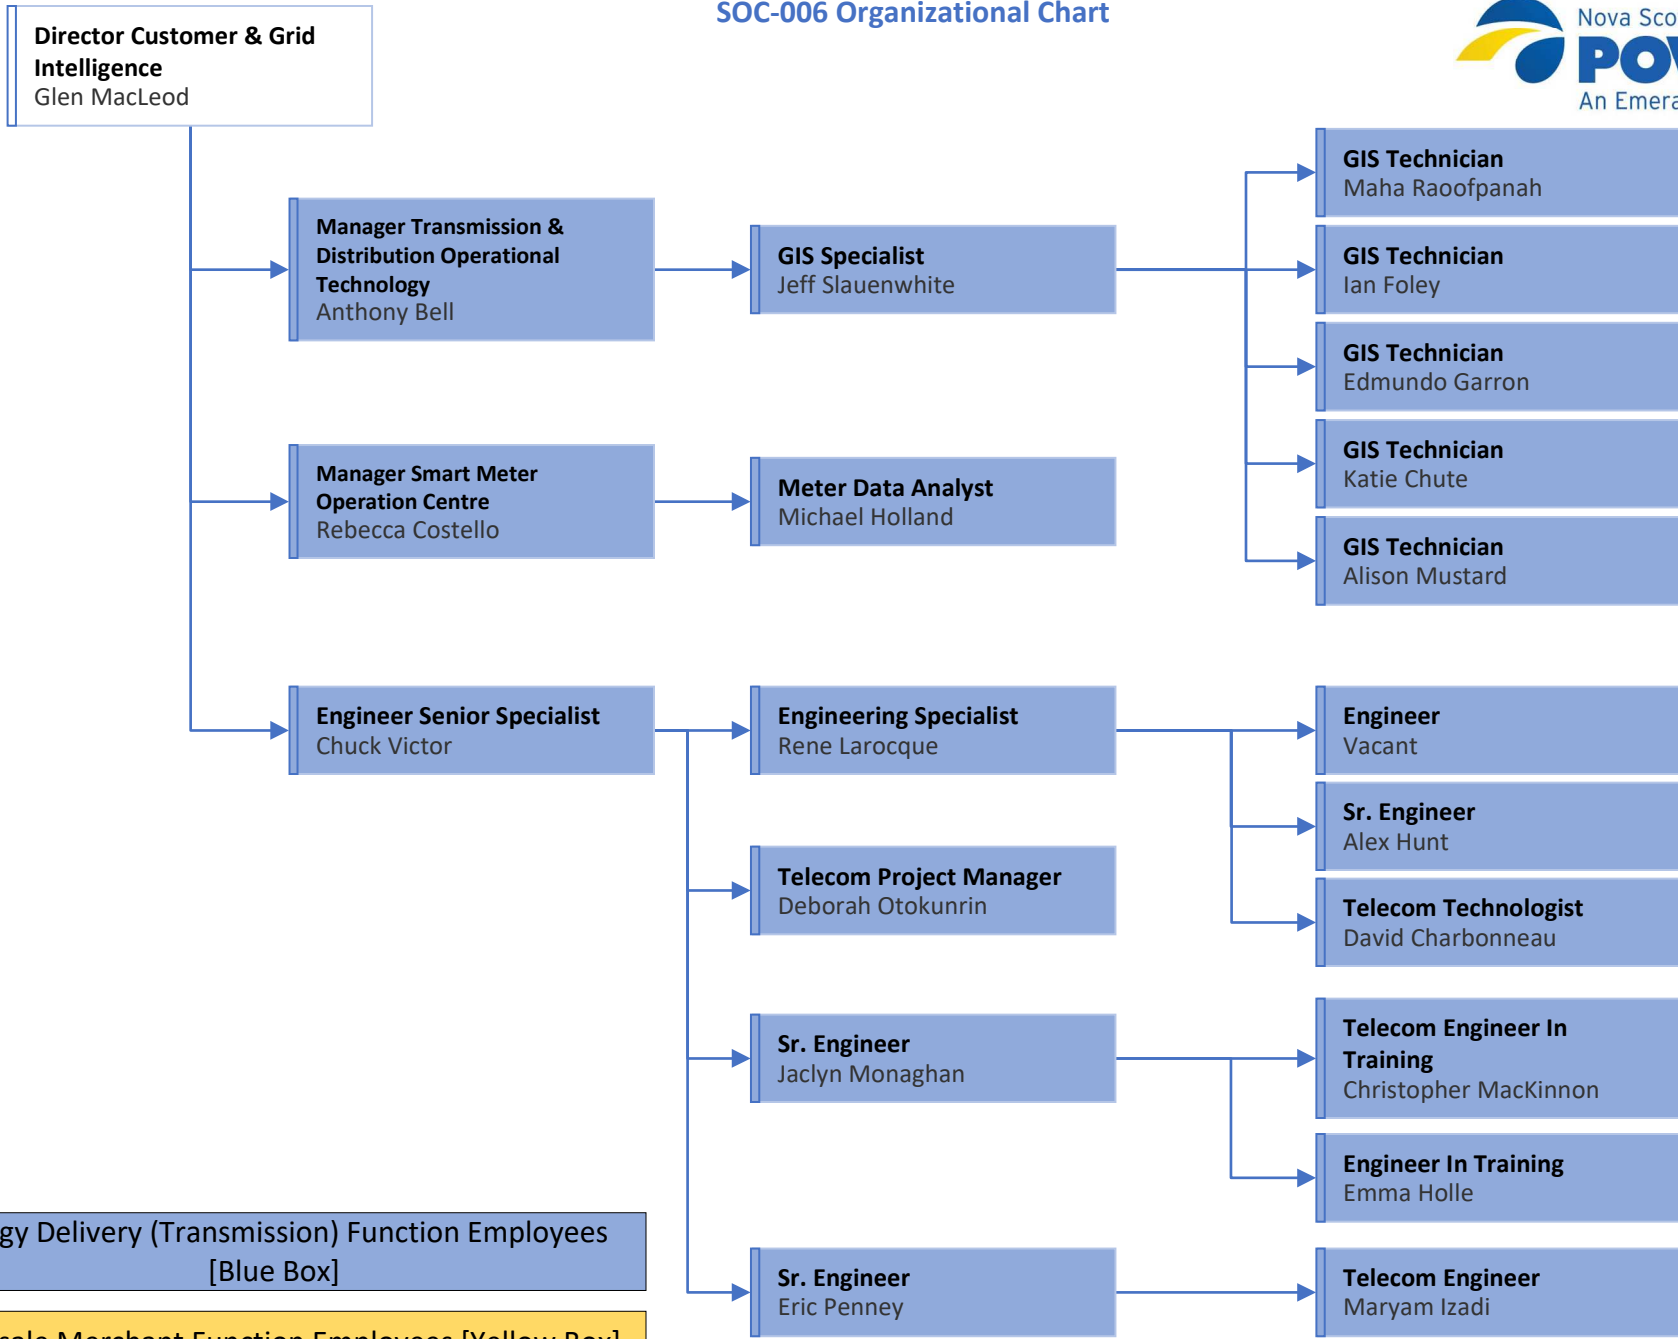 SOC-006 Organizational Chart
Nova Sco
An Emera
Director Customer & Grid
Intelligence
Glen MacLeod
Manager Transmission &
Distribution Operational
Technology
Anthony Bell
GIS Specialist
Jeff Slauenwhite
GIS Technician
Maha Raoofpanah
GIS Technician
Ian Foley
GIS Technician
Edmundo Garron
GIS Technician
Katie Chute
GIS Technician
Alison Mustard
Manager Smart Meter
Operation Centre
Rebecca Costello
Meter Data Analyst
Michael Holland
Engineer Senior Specialist
Chuck Victor
Engineering Specialist
Rene Larocque
Engineer
Vacant
Sr. Engineer
Alex Hunt
Telecom Technologist
David Charbonneau
Telecom Project Manager
Deborah Otokunrin
Sr. Engineer
Jaclyn Monaghan
Telecom Engineer In
Training
Christopher MacKinnon
Engineer In Training
Emma Holle
Sr. Engineer
Eric Penney
Telecom Engineer
Maryam Izadi
gy Delivery (Transmission) Function Employees
[Blue Box]
Merchant Function Employees [Yellow Box]